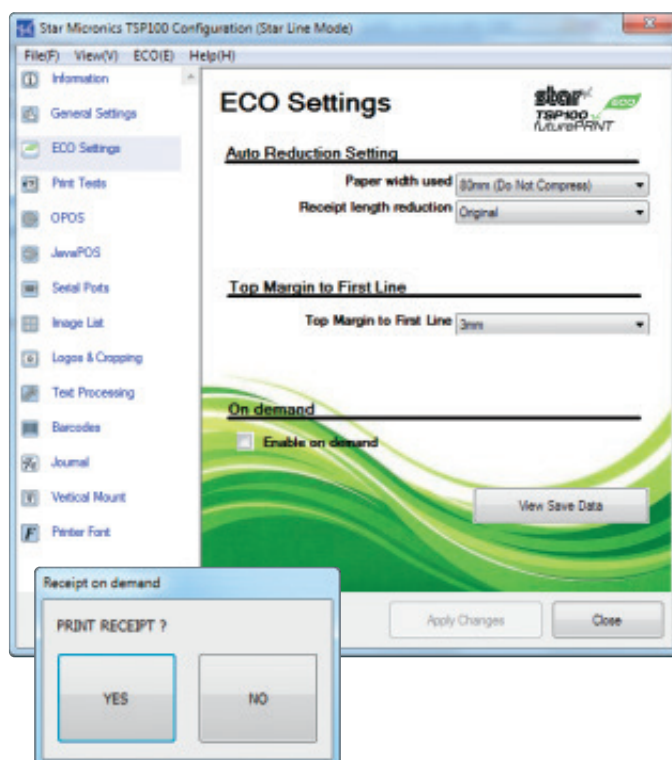 Star Micronics TSP100 Configuration (Star Line Mode)
File(F) View(V) ECO(E) Help(H)
Information
General Settings
ECO Settings
Print Tests
OPOS
JavaPOS
Serial Ports
Image List
Logos & Cropping
Text Processing
Barcodes
Journal
Vertical Mount
Printer Font
ECO Settings
star
eco
TSP100
futurePRNT
Auto Reduction Setting
Paper width used 80mm (Do Not Compress)
Receipt length reduction Original
Top Margin to First Line
Top Margin to First Line 3mm
On demand
Enable on demand
View Save Data
Apply Changes Close
Receipt on demand
PRINT RECEIPT ?
YES NO